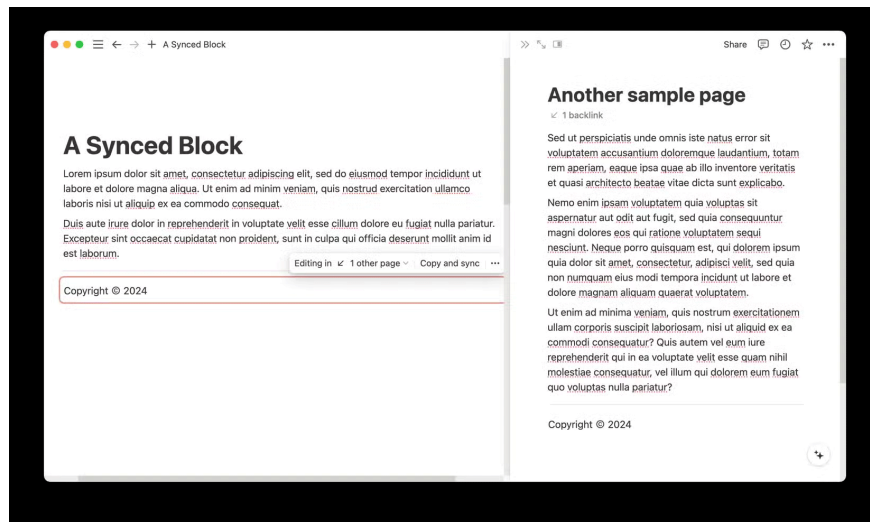 A Synced Block
Share
A Synced Block
Lorem ipsum dolor sit amet, consectetur adipiscing elit, sed do eiusmod tempor incididunt ut
labore et dolore magna aliqua. Ut enim ad minim veniam, quis nostrud exercitation ullamco
laboris nisi ut aliquip ex ea commodo consequat.
Duis aute irure dolor in reprehenderit in voluptate velit esse cillum dolore eu fugiat nulla pariatur.
Excepteur sint occaecat cupidatat non proident, sunt in culpa qui officia deserunt mollit anim id
est laborum.
Editing in 1 other page Copy and sync
Copyright © 2024
Another sample page
1 backlink
Sed ut perspiciatis unde omnis iste natus error sit
voluptatem accusantium doloremque laudantium, totam
rem aperiam, eaque ipsa quae ab illo inventore veritatis
et quasi architecto beatae vitae dicta sunt explicabo.
Nemo enim ipsam voluptatem quia voluptas sit
aspernatur aut odit aut fugit, sed quia consequuntur
magni dolores eos qui ratione voluptatem sequi
nesciunt. Neque porro quisquam est, qui dolorem ipsum
quia dolor sit amet, consectetur, adipisci velit, sed quia
non numquam eius modi tempora incidunt ut labore et
dolore magnam aliquam quaerat voluptatem.
Ut enim ad minima veniam, quis nostrum exercitationem
ullam corporis suscipit laboriosam, nisi ut aliquid ex ea
commodi consequatur? Quis autem vel eum iure
reprehenderit qui in ea voluptate velit esse quam nihil
molestiae consequatur, vel illum qui dolorem eum fugiat
quo voluptas nulla pariatur?
Copyright © 2024